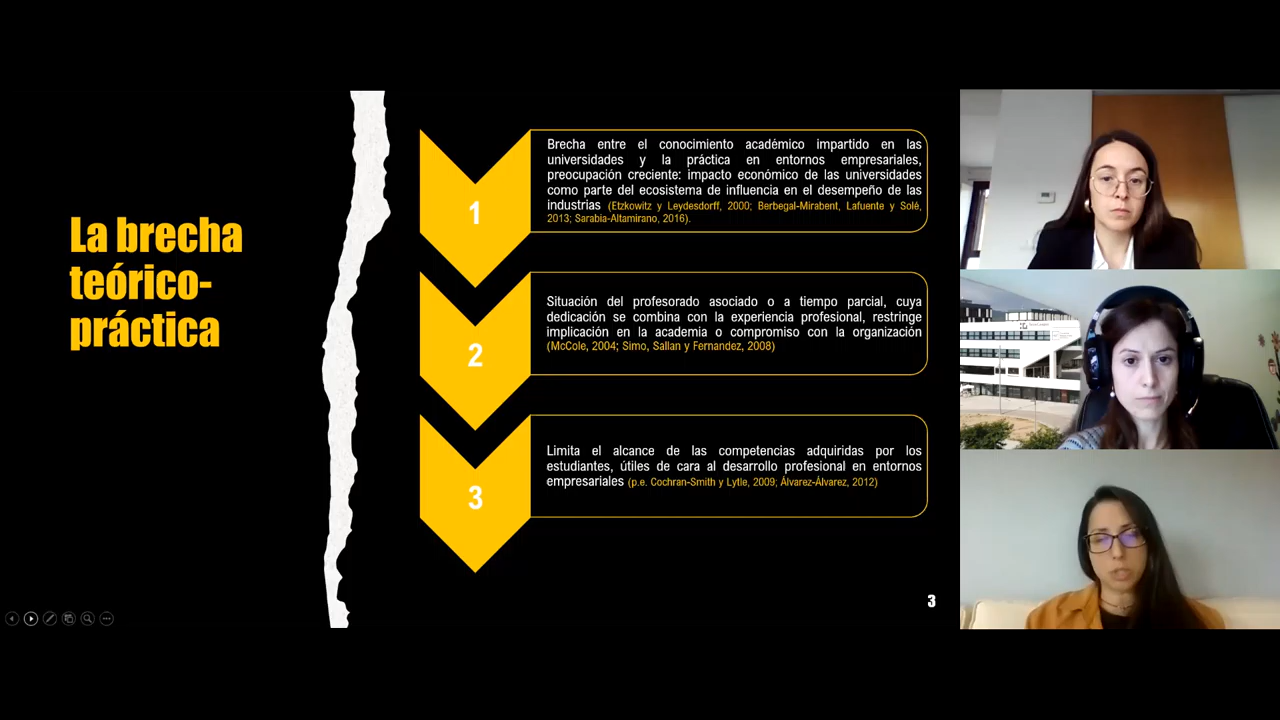 La brecha
teórico-
práctica
1
Brecha entre el conocimiento académico impartido en las
universidades y la práctica en entornos empresariales,
preocupación creciente: impacto económico de las universidades
como parte del ecosistema de influencia en el desempeño de las
industrias (Etzkowitz y Leydesdorff, 2000; Berbegal-Mirabent, Lafuente y Solé,
2013; Sarabia-Altamirano, 2016).
2
Situación del profesorado asociado o a tiempo parcial, cuya
dedicación se combina con la experiencia profesional, restringe
implicación en la academia o compromiso con la organización
(McCole, 2004; Simo, Sallan y Fernandez, 2008)
3
Limita el alcance de las competencias adquiridas por los
estudiantes, útiles de cara al desarrollo profesional en entornos
empresariales (p.e. Cochran-Smith y Lytle, 2009; Álvarez-Álvarez, 2012)
3